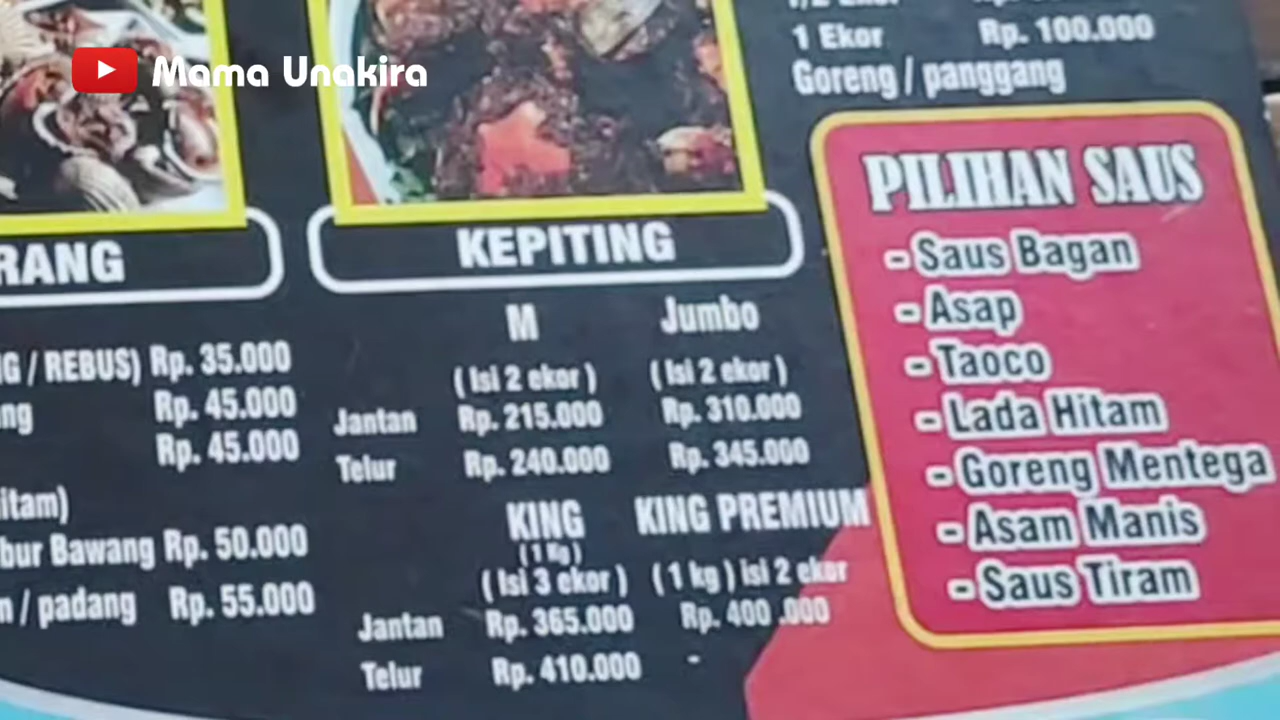 Mama Unakira
1 Ekor Rp. 100.000
Goreng / panggang
RANG
G / REBUS) Rp. 35.000
ng Rp. 45.000
Rp. 45.000
itam)
bur Bawang Rp. 50.000
n / padang Rp. 55.000
KEPITING
M Jumbo
( Isi 2 ekor ) ( Isi 2 ekor )
Jantan Rp. 215.000 Rp. 310.000
Telur Rp. 240.000 Rp. 345.000
KING KING PREMIUM
( 1 Kg )
( Isi 3 ekor ) ( 1 kg ) isi 2 ekor
Jantan Rp. 365.000 Rp. 400 .000
Telur Rp. 410.000 -
PILIHAN SAUS
- Saus Bagan
- Asap
- Taoco
- Lada Hitam
- Goreng Mentega
- Asam Manis
- Saus Tiram